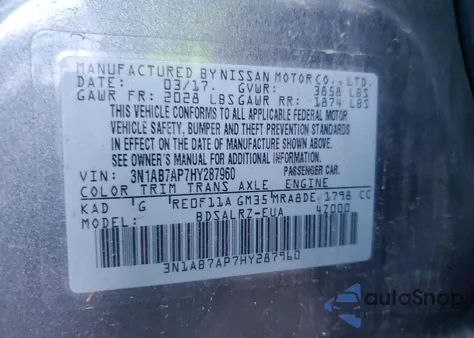 MANUFACTURED BY NISSAN MOTOR CO., LTD.
DATE: 03/17. GVWR: 3858 LBS
GAWR FR: 2028 LBS GAWR RR: 1874 LBS
THIS VEHICLE CONFORMS TO ALL APPLICABLE FEDERAL MOTOR
VEHICLE SAFETY, BUMPER AND THEFT PREVENTION STANDARDS
IN EFFECT ON THE DATE OF MANUFACTURE SHOWN ABOVE.
SEE OWNER'S MANUAL FOR ADDITIONAL INFORMATION.
VIN: 3N1AB7AP7HY287960 PASSENGER CAR.
COLOR TRIM TRANS AXLE ENGINE
KAD G RE0F11A GM35 MRA8DE 1798 CC
MODEL: BDSALRZ-EUA 4Z000
3N1AB7AP7HY287960
autaSnap